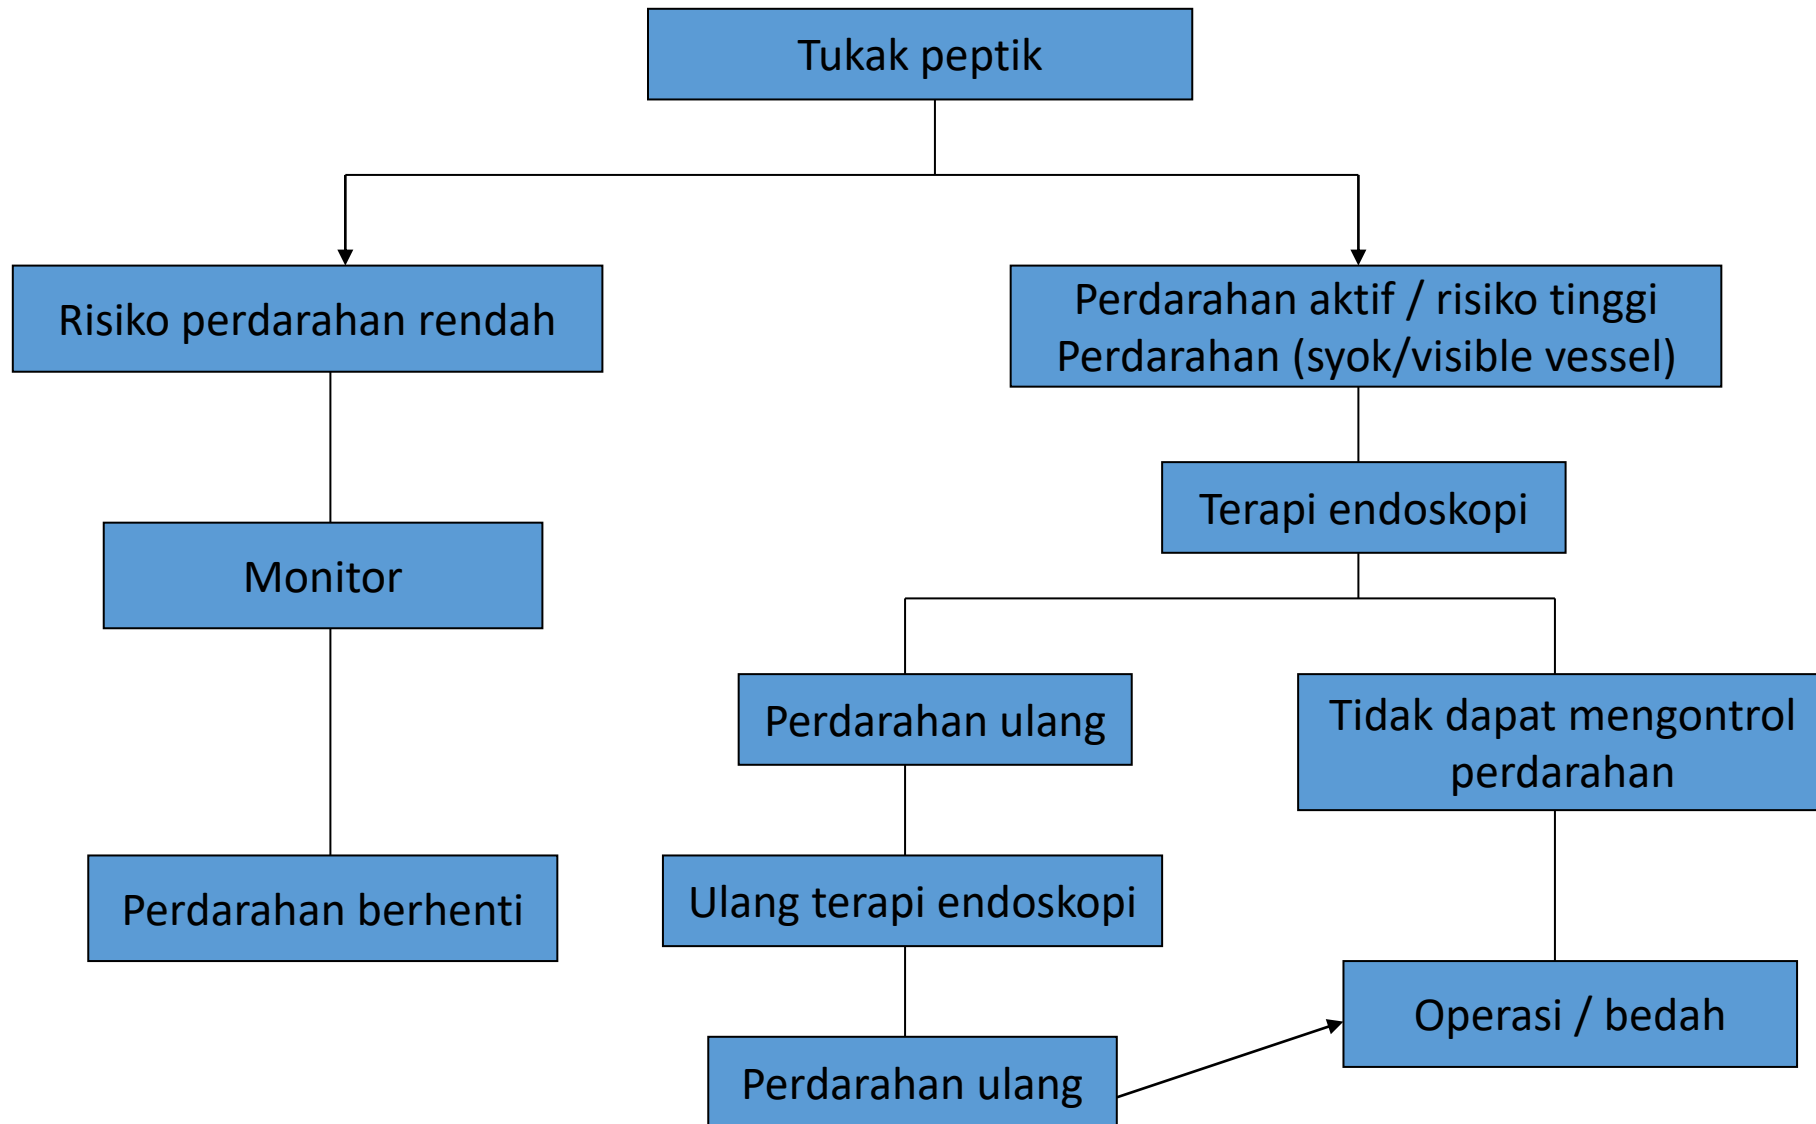 Tukak peptik
Risiko perdarahan rendah
Perdarahan aktif / risiko tinggi
Perdarahan (syok/visible vessel)
Terapi endoskopi
Monitor
Perdarahan ulang
Tidak dapat mengontrol
perdarahan
Ulang terapi endoskopi
Perdarahan berhenti
Operasi / bedah
Perdarahan ulang